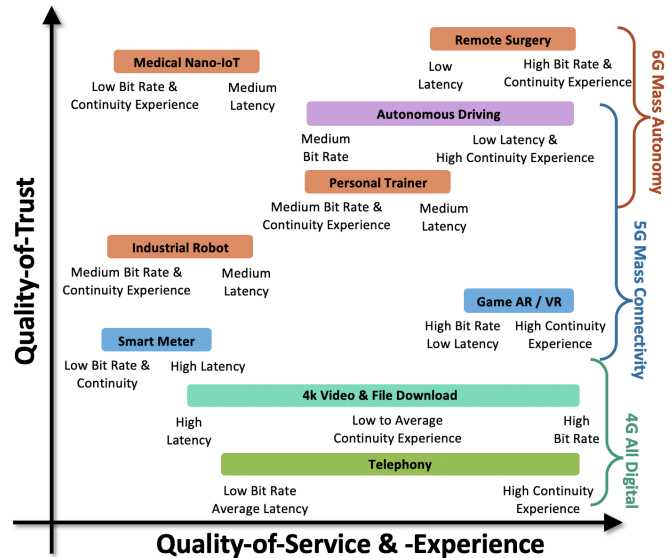 Remote Surgery
Medical Nano-IoT
Low
Latency
High Bit Rate &
Continuity Experience
Low Bit Rate &
Continuity Experience
Medium
Latency
Autonomous Driving
Medium
Bit Rate
Low Latency &
High Continuity Experience
Personal Trainer
Medium Bit Rate &
Continuity Experience
Medium
Latency
Industrial Robot
Medium Bit Rate &
Continuity Experience
Medium
Latency
Game AR / VR
High Bit Rate
Low Latency
High Continuity
Experience
Smart Meter
Low Bit Rate &
Continuity
High Latency
4k Video & File Download
High
Latency
Low to Average
Continuity Experience
High
Bit Rate
Telephony
Low Bit Rate
Average Latency
High Continuity
Experience
6G Mass Autonomy
5G Mass Connectivity
4G All Digital
Quality-of-Trust
Quality-of-Service & -Experience